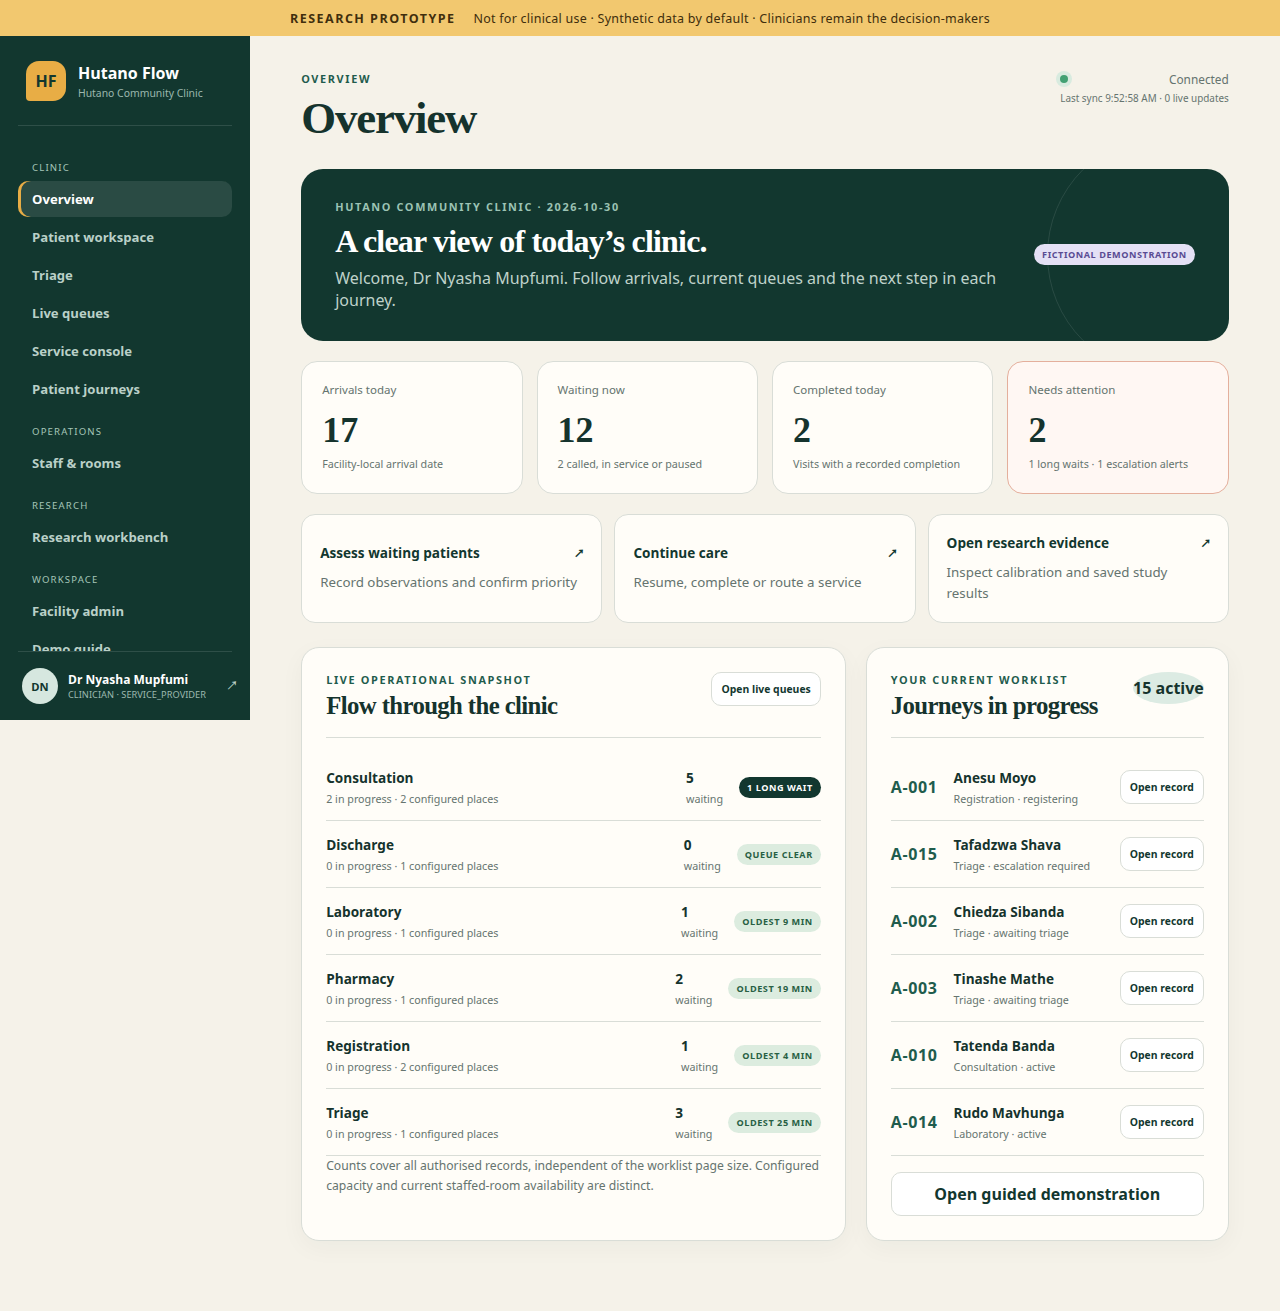 RESEARCH PROTOTYPE Not for clinical use · Synthetic data by default · Clinicians remain the decision-makers
HF
Hutano Flow
Hutano Community Clinic
CLINIC
Overview
Patient workspace
Triage
Live queues
Service console
Patient journeys
OPERATIONS
Staff & rooms
RESEARCH
Research workbench
WORKSPACE
Facility admin
Demo guide
DN
Dr Nyasha Mupfumi
CLINICIAN · SERVICE_PROVIDER
↗
OVERVIEW
Overview
Connected
Last sync 9:52:58 AM · 0 live updates
HUTANO COMMUNITY CLINIC · 2026-10-30
A clear view of today’s clinic.
Welcome, Dr Nyasha Mupfumi. Follow arrivals, current queues and the next step in each
journey.
FICTIONAL DEMONSTRATION
Arrivals today
17
Facility-local arrival date
Waiting now
12
2 called, in service or paused
Completed today
2
Visits with a recorded completion
Needs attention
2
1 long waits · 1 escalation alerts
Assess waiting patients ↗
Record observations and confirm priority
Continue care ↗
Resume, complete or route a service
Open research evidence ↗
Inspect calibration and saved study
results
LIVE OPERATIONAL SNAPSHOT
Flow through the clinic
Open live queues
Consultation
2 in progress · 2 configured places
5
waiting
1 LONG WAIT
Discharge
0 in progress · 1 configured places
0
waiting
QUEUE CLEAR
Laboratory
0 in progress · 1 configured places
1
waiting
OLDEST 9 MIN
Pharmacy
0 in progress · 1 configured places
2
waiting
OLDEST 19 MIN
Registration
0 in progress · 2 configured places
1
waiting
OLDEST 4 MIN
Triage
0 in progress · 1 configured places
3
waiting
OLDEST 25 MIN
Counts cover all authorised records, independent of the worklist page size. Configured
capacity and current staffed-room availability are distinct.
YOUR CURRENT WORKLIST
Journeys in progress
15 active
A-001
Anesu Moyo
Registration · registering
Open record
A-015
Tafadzwa Shava
Triage · escalation required
Open record
A-002
Chiedza Sibanda
Triage · awaiting triage
Open record
A-003
Tinashe Mathe
Triage · awaiting triage
Open record
A-010
Tatenda Banda
Consultation · active
Open record
A-014
Rudo Mavhunga
Laboratory · active
Open record
Open guided demonstration